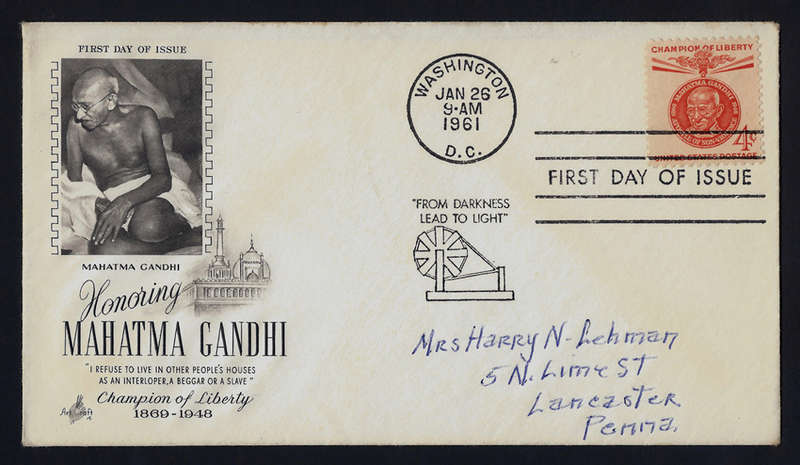 FIRST DAY OF ISSUE
MAHATMA GANDHI
Honoring
MAHATMA GANDHI
"I REFUSE TO LIVE IN OTHER PEOPLE'S HOUSES
AS AN INTERLOPER, A BEGGAR OR A SLAVE"
Champion of Liberty
1869-1948
Art Craft
WASHINGTON
JAN 26
9-AM
1961
D.C.
"FROM DARKNESS
LEAD TO LIGHT"
CHAMPION OF LIBERTY
MAHATMA GANDHI
4c
UNITED STATES POSTAGE
FIRST DAY OF ISSUE
Mrs Harry N. Lehman
5 N. Lime St
Lancaster
Penna.